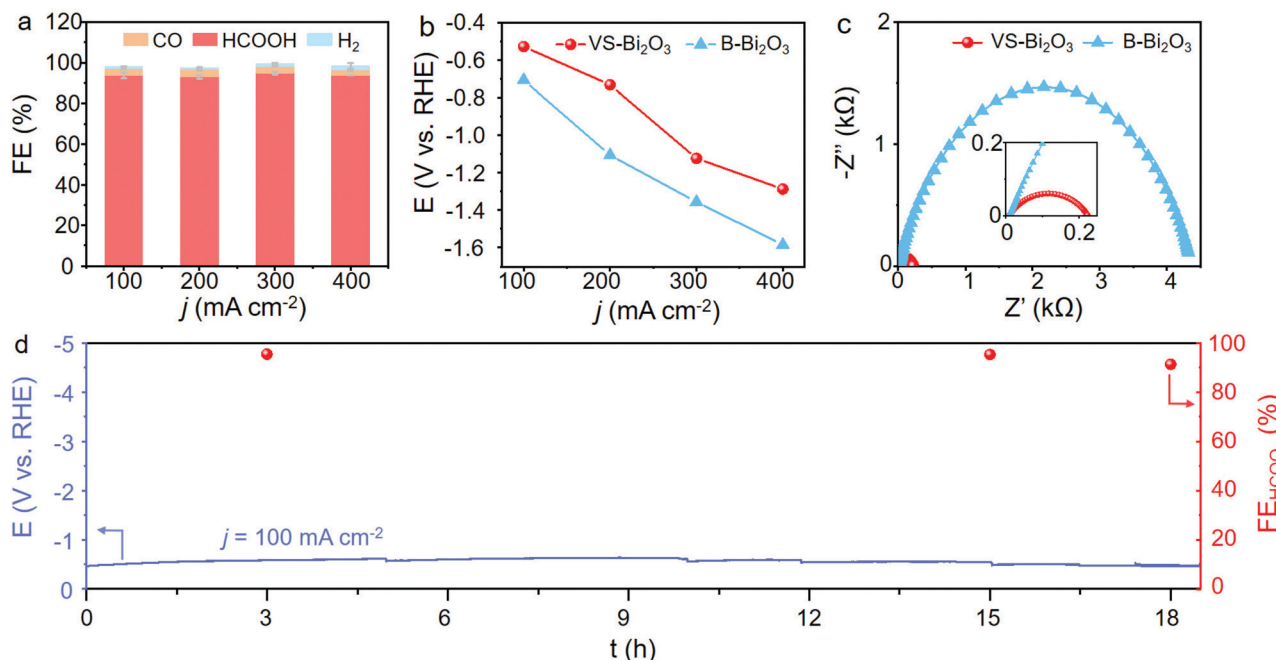 a
CO HCOOH H₂
FE (%)
120
100
80
60
40
20
0
100 200 300 400
j (mA cm⁻²)
b
VS-Bi₂O₃ B-Bi₂O₃
E (V vs. RHE)
-0.4
-0.6
-0.8
-1.0
-1.2
-1.4
-1.6
100 200 300 400
j (mA cm⁻²)
c
VS-Bi₂O₃ B-Bi₂O₃
-Z'' (kΩ)
2
1
0
0.2
0
0 0.2
1 2 3 4
Z' (kΩ)
d
E (V vs. RHE)
-5
-4
-3
-2
-1
0
j = 100 mA cm⁻²
100
80
60
40
20
0
FE_HCOO⁻ (%)
0 3 6 9 12 15 18
t (h)